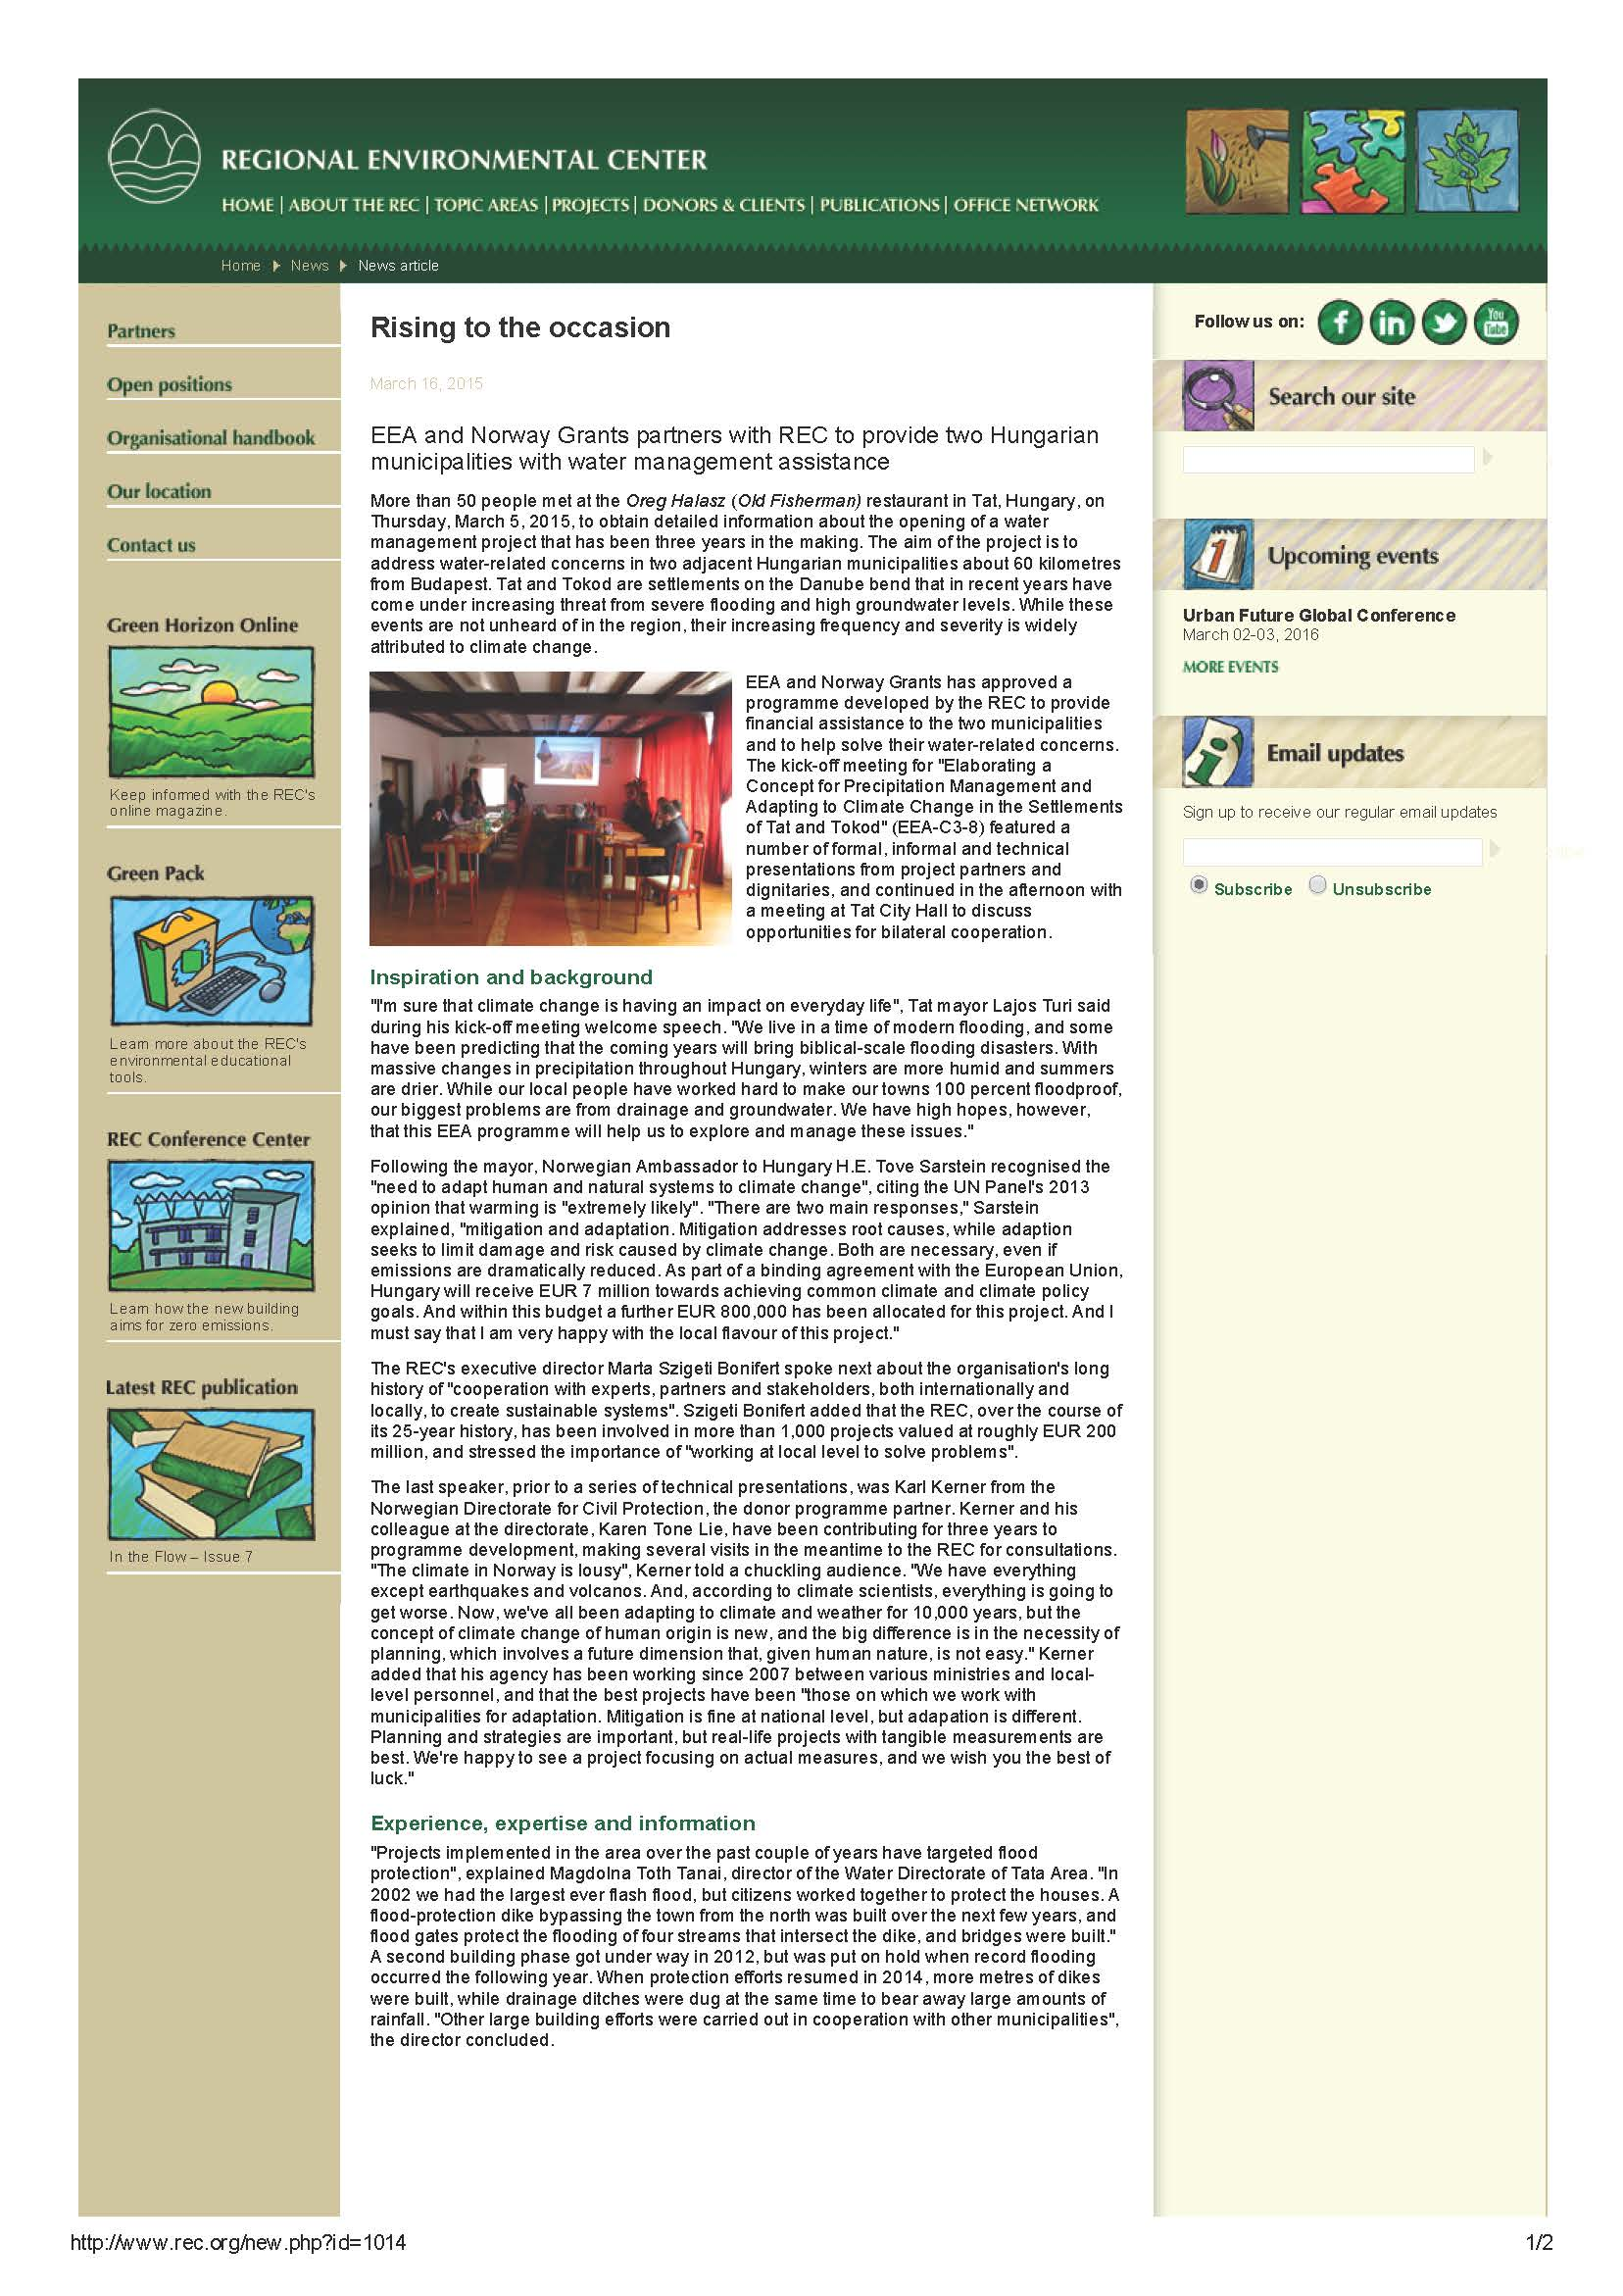 REGIONAL ENVIRONMENTAL CENTER
HOME | ABOUT THE REC | TOPIC AREAS | PROJECTS | DONORS & CLIENTS | PUBLICATIONS | OFFICE NETWORK
Home News News article
Partners
Open positions
Organisational handbook
Our location
Contact us
Green Horizon Online
Keep informed with the REC's
online magazine.
Green Pack
Learn more about the REC's
environmental educational
tools.
REC Conference Center
Learn how the new building
aims for zero emissions.
Latest REC publication
In the Flow – Issue 7
Rising to the occasion
March 16, 2015
EEA and Norway Grants partners with REC to provide two Hungarian
municipalities with water management assistance
More than 50 people met at the Oreg Halasz (Old Fisherman) restaurant in Tat, Hungary, on
Thursday, March 5, 2015, to obtain detailed information about the opening of a water
management project that has been three years in the making. The aim of the project is to
address water-related concerns in two adjacent Hungarian municipalities about 60 kilometres
from Budapest. Tat and Tokod are settlements on the Danube bend that in recent years have
come under increasing threat from severe flooding and high groundwater levels. While these
events are not unheard of in the region, their increasing frequency and severity is widely
attributed to climate change.
EEA and Norway Grants has approved a
programme developed by the REC to provide
financial assistance to the two municipalities
and to help solve their water-related concerns.
The kick-off meeting for "Elaborating a
Concept for Precipitation Management and
Adapting to Climate Change in the Settlements
of Tat and Tokod" (EEA-C3-8) featured a
number of formal, informal and technical
presentations from project partners and
dignitaries, and continued in the afternoon with
a meeting at Tat City Hall to discuss
opportunities for bilateral cooperation.
Inspiration and background
"I'm sure that climate change is having an impact on everyday life", Tat mayor Lajos Turi said
during his kick-off meeting welcome speech. "We live in a time of modern flooding, and some
have been predicting that the coming years will bring biblical-scale flooding disasters. With
massive changes in precipitation throughout Hungary, winters are more humid and summers
are drier. While our local people have worked hard to make our towns 100 percent floodproof,
our biggest problems are from drainage and groundwater. We have high hopes, however,
that this EEA programme will help us to explore and manage these issues."
Following the mayor, Norwegian Ambassador to Hungary H.E. Tove Sarstein recognised the
"need to adapt human and natural systems to climate change", citing the UN Panel's 2013
opinion that warming is "extremely likely". "There are two main responses," Sarstein
explained, "mitigation and adaptation. Mitigation addresses root causes, while adaption
seeks to limit damage and risk caused by climate change. Both are necessary, even if
emissions are dramatically reduced. As part of a binding agreement with the European Union,
Hungary will receive EUR 7 million towards achieving common climate and climate policy
goals. And within this budget a further EUR 800,000 has been allocated for this project. And I
must say that I am very happy with the local flavour of this project."
The REC's executive director Marta Szigeti Bonifert spoke next about the organisation's long
history of "cooperation with experts, partners and stakeholders, both internationally and
locally, to create sustainable systems". Szigeti Bonifert added that the REC, over the course of
its 25-year history, has been involved in more than 1,000 projects valued at roughly EUR 200
million, and stressed the importance of "working at local level to solve problems".
The last speaker, prior to a series of technical presentations, was Karl Kerner from the
Norwegian Directorate for Civil Protection, the donor programme partner. Kerner and his
colleague at the directorate, Karen Tone Lie, have been contributing for three years to
programme development, making several visits in the meantime to the REC for consultations.
"The climate in Norway is lousy", Kerner told a chuckling audience. "We have everything
except earthquakes and volcanos. And, according to climate scientists, everything is going to
get worse. Now, we've all been adapting to climate and weather for 10,000 years, but the
concept of climate change of human origin is new, and the big difference is in the necessity of
planning, which involves a future dimension that, given human nature, is not easy." Kerner
added that his agency has been working since 2007 between various ministries and local-
level personnel, and that the best projects have been "those on which we work with
municipalities for adaptation. Mitigation is fine at national level, but adapation is different.
Planning and strategies are important, but real-life projects with tangible measurements are
best. We're happy to see a project focusing on actual measures, and we wish you the best of
luck."
Experience, expertise and information
"Projects implemented in the area over the past couple of years have targeted flood
protection", explained Magdolna Toth Tanai, director of the Water Directorate of Tata Area. "In
2002 we had the largest ever flash flood, but citizens worked together to protect the houses. A
flood-protection dike bypassing the town from the north was built over the next few years, and
flood gates protect the flooding of four streams that intersect the dike, and bridges were built."
A second building phase got under way in 2012, but was put on hold when record flooding
occurred the following year. When protection efforts resumed in 2014, more metres of dikes
were built, while drainage ditches were dug at the same time to bear away large amounts of
rainfall. "Other large building efforts were carried out in cooperation with other municipalities",
the director concluded.
Follow us on: f in You Tube
Search our site
1 Upcoming events
Urban Future Global Conference
March 02-03, 2016
MORE EVENTS
i Email updates
Sign up to receive our regular email updates
Subscribe Unsubscribe
http://www.rec.org/new.php?id=1014
1/2